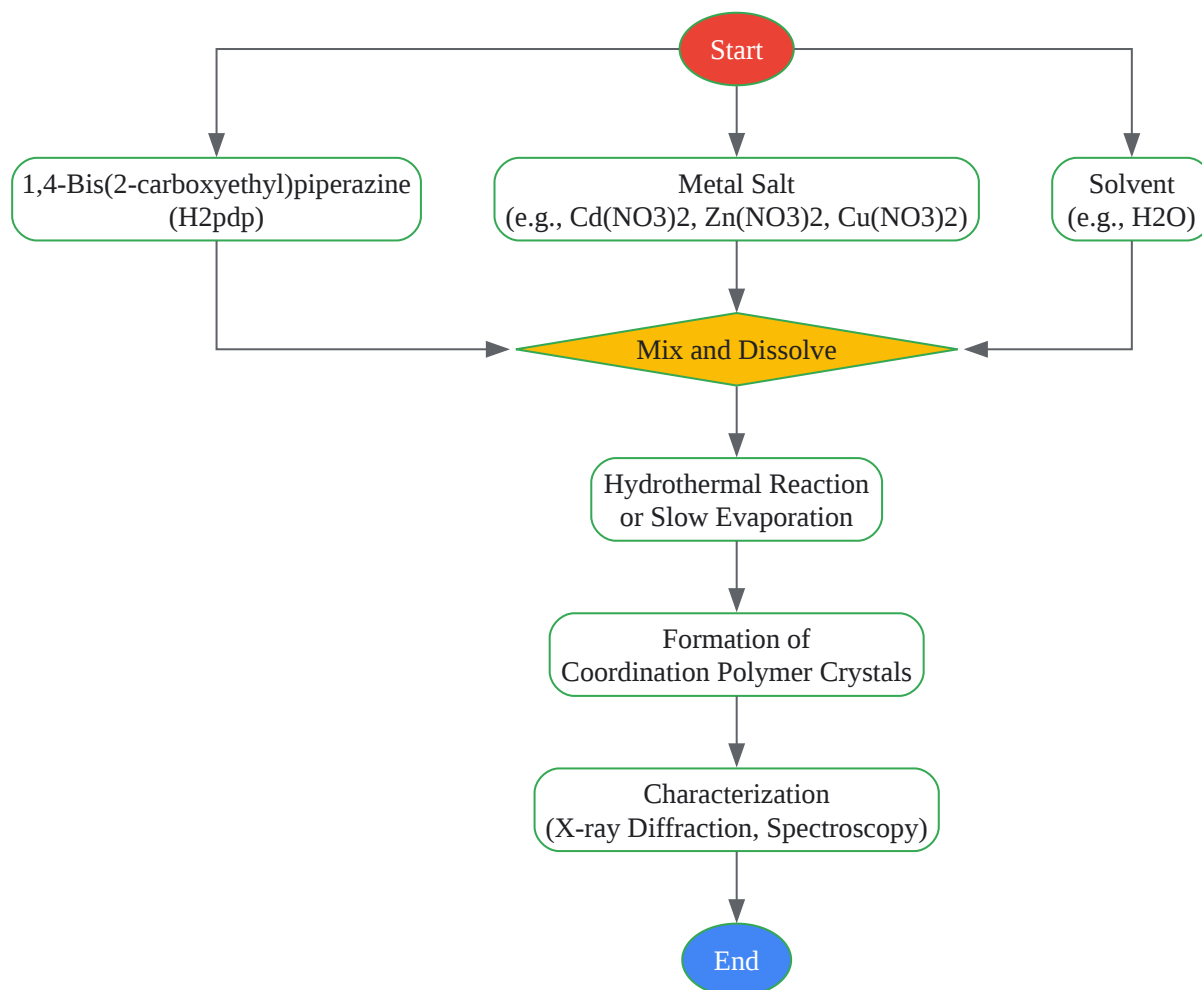 Start
1,4-Bis(2-carboxyethyl)piperazine
(H2pdp)
Metal Salt
(e.g., Cd(NO3)2, Zn(NO3)2, Cu(NO3)2)
Solvent
(e.g., H2O)
Mix and Dissolve
Hydrothermal Reaction
or Slow Evaporation
Formation of
Coordination Polymer Crystals
Characterization
(X-ray Diffraction, Spectroscopy)
End